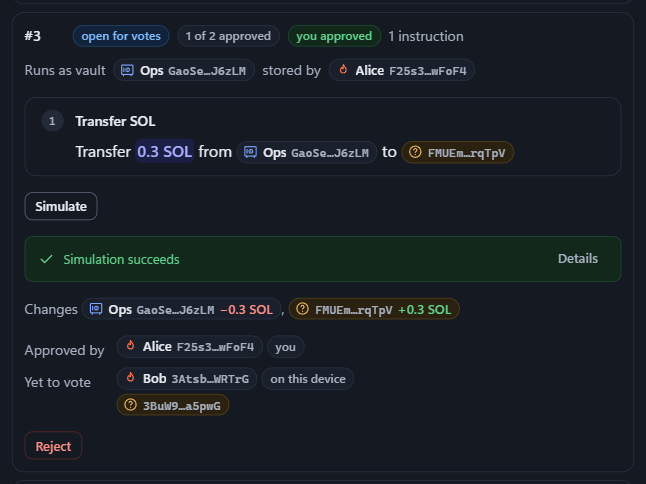 #3 open for votes 1 of 2 approved you approved 1 instruction
Runs as vault Ops GaoSe…J6zLM stored by Alice F25s3…wFoF4
1 Transfer SOL
Transfer 0.3 SOL from Ops GaoSe…J6zLM to FMUEm…rqTpV
Simulate
Simulation succeeds Details
Changes Ops GaoSe…J6zLM −0.3 SOL , FMUEm…rqTpV +0.3 SOL
Approved by Alice F25s3…wFoF4 you
Yet to vote Bob 3Atsb…WRTrG on this device
3BuW9…a5pwG
Reject